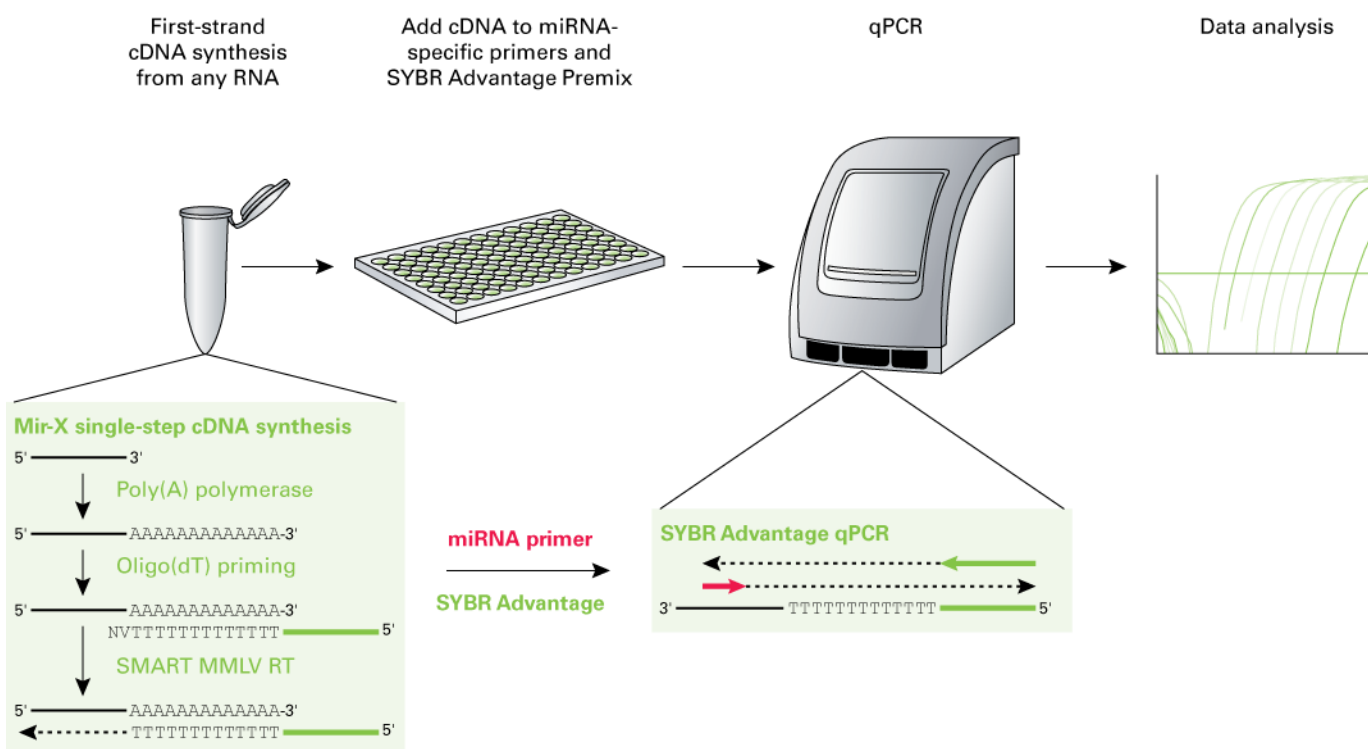 First-strand
cDNA synthesis
from any RNA
Add cDNA to miRNA-
specific primers and
SYBR Advantage Premix
qPCR
Data analysis
Mir-X single-step cDNA synthesis
5' 3'
Poly(A) polymerase
5' AAAAAAAAAAAAA-3'
Oligo(dT) priming
5' AAAAAAAAAAAAA-3'
NVTTTTTTTTTTTTT 5'
SMART MMLV RT
5' AAAAAAAAAAAAA-3'
TTTTTTTTTTTTT 5'
miRNA primer
SYBR Advantage
SYBR Advantage qPCR
3' TTTTTTTTTTTTT 5'